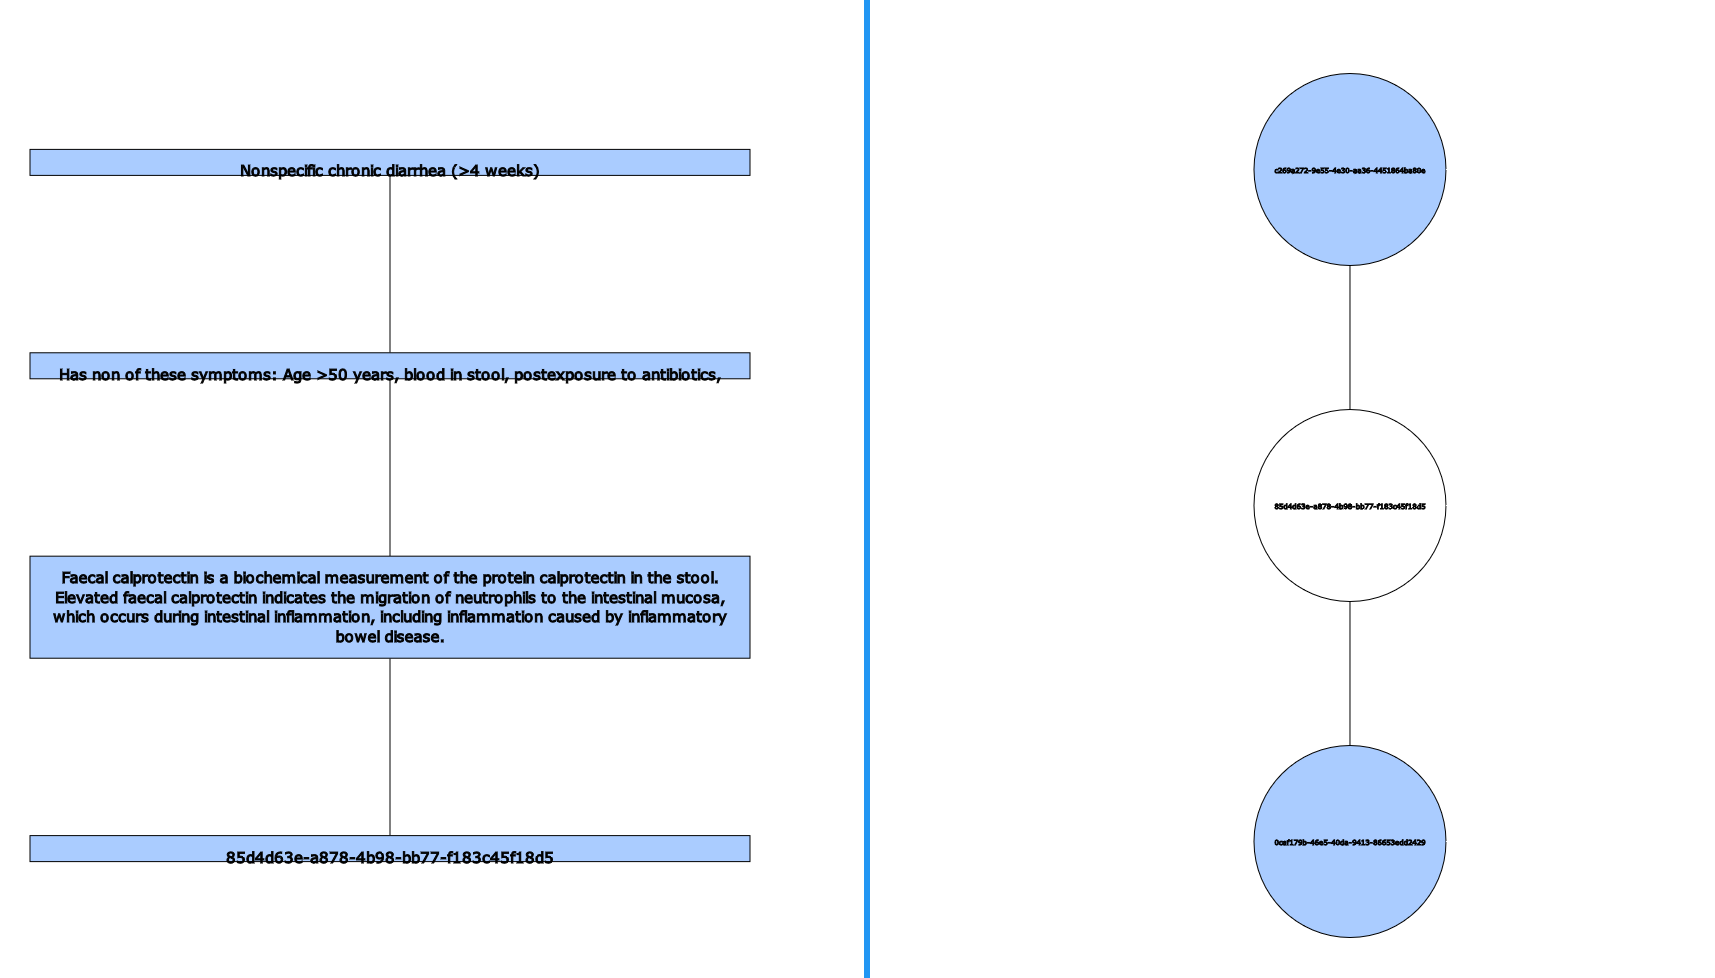 Nonspecific chronic diarrhea (>4 weeks)
Has non of these symptoms: Age >50 years, blood in stool, postexposure to antibiotics,
Faecal calprotectin is a biochemical measurement of the protein calprotectin in the stool.
Elevated faecal calprotectin indicates the migration of neutrophils to the intestinal mucosa,
which occurs during intestinal inflammation, including inflammation caused by inflammatory
bowel disease.
85d4d63e-a878-4b98-bb77-f183c45f18d5
c269a272-9e55-4e30-aa36-4451864ba80e
85d4d63e-a878-4b98-bb77-f183c45f18d5
0cef179b-46e5-40da-9413-86653edd2429